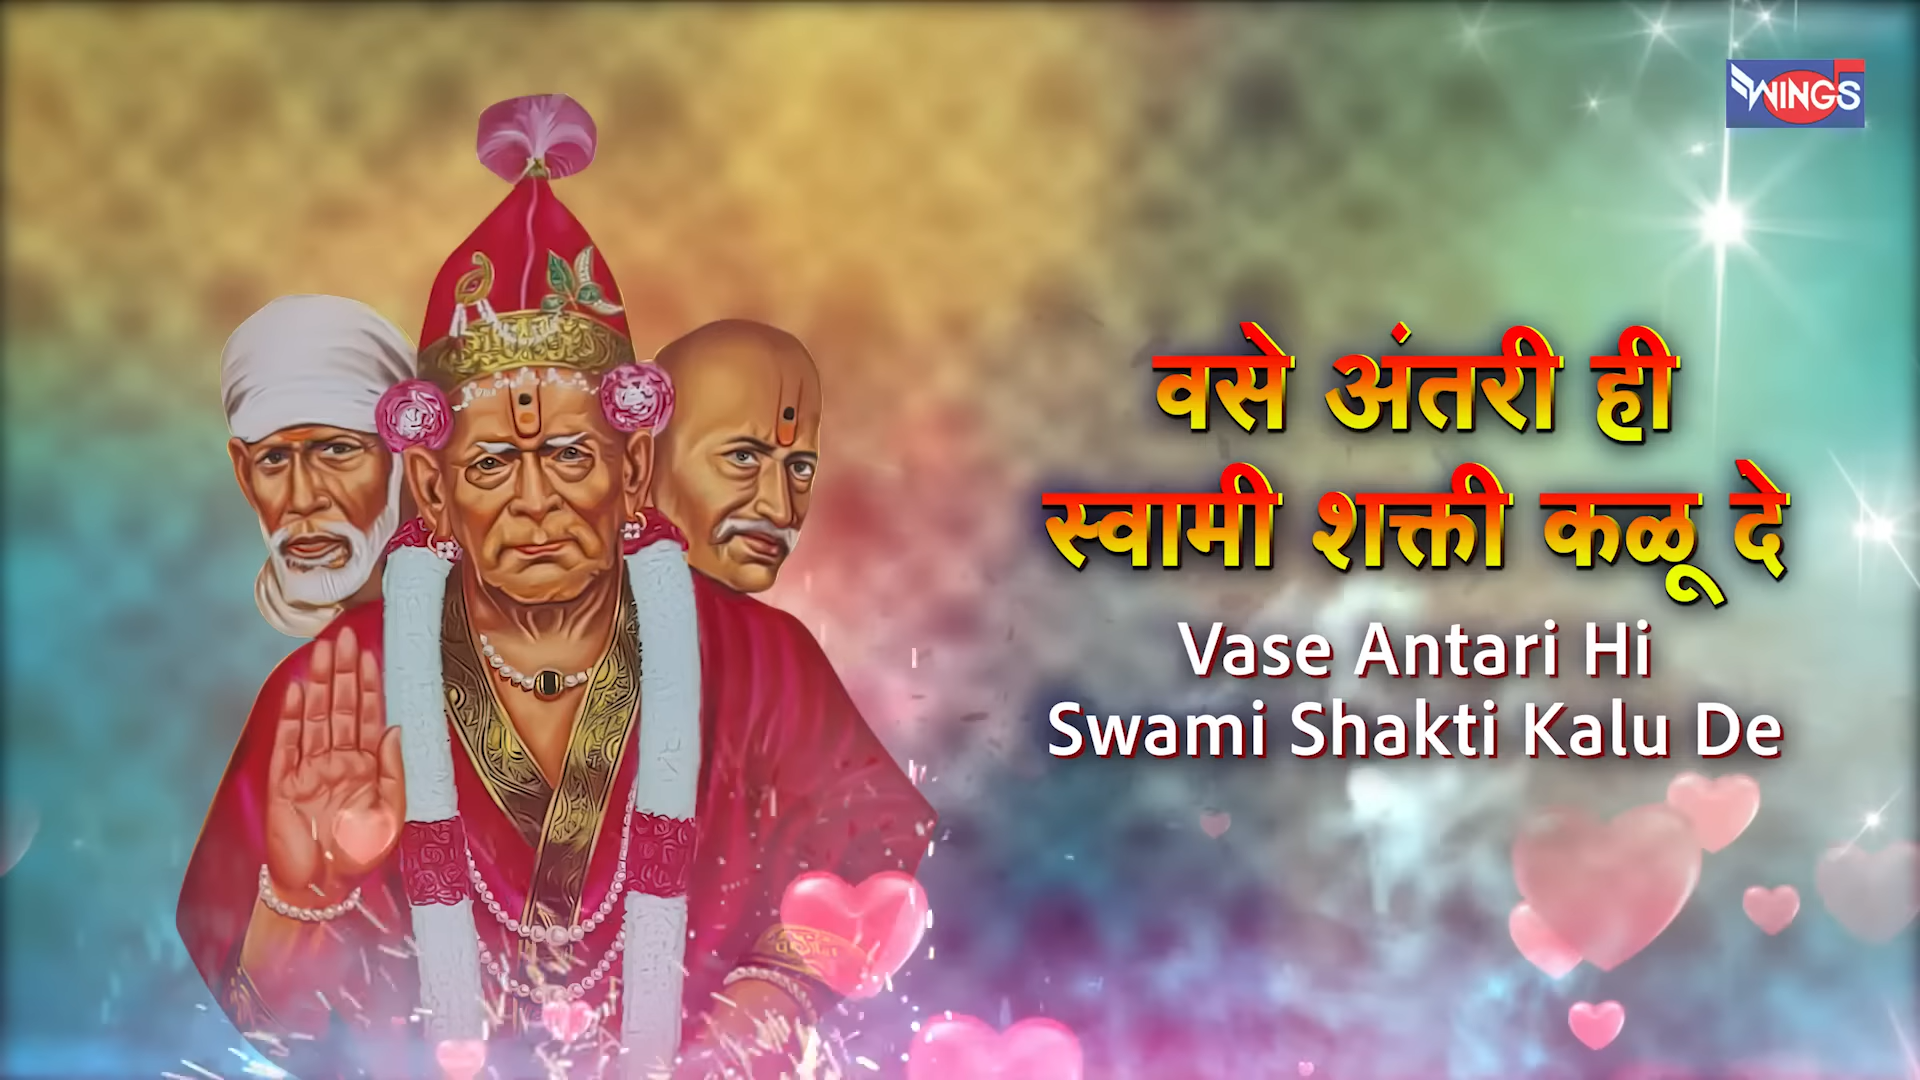 WINGS
वसे अंतरी ही
स्वामी शक्ती कळू दे
Vase Antari Hi
Swami Shakti Kalu De